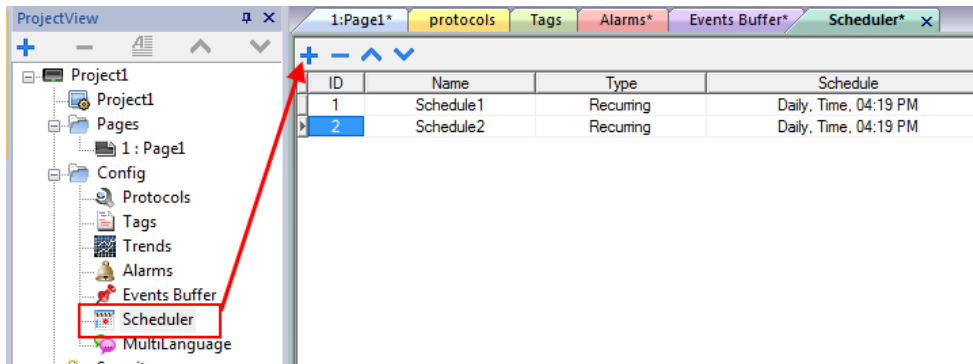 ProjectView
1:Page1* protocols Tags Alarms* Events Buffer* Scheduler*
Project1
Project1
Pages
1 : Page1
Config
Protocols
Tags
Trends
Alarms
Events Buffer
Scheduler
MultiLanguage
ID Name Type Schedule
1 Schedule1 Recurring Daily, Time, 04:19 PM
2 Schedule2 Recurring Daily, Time, 04:19 PM